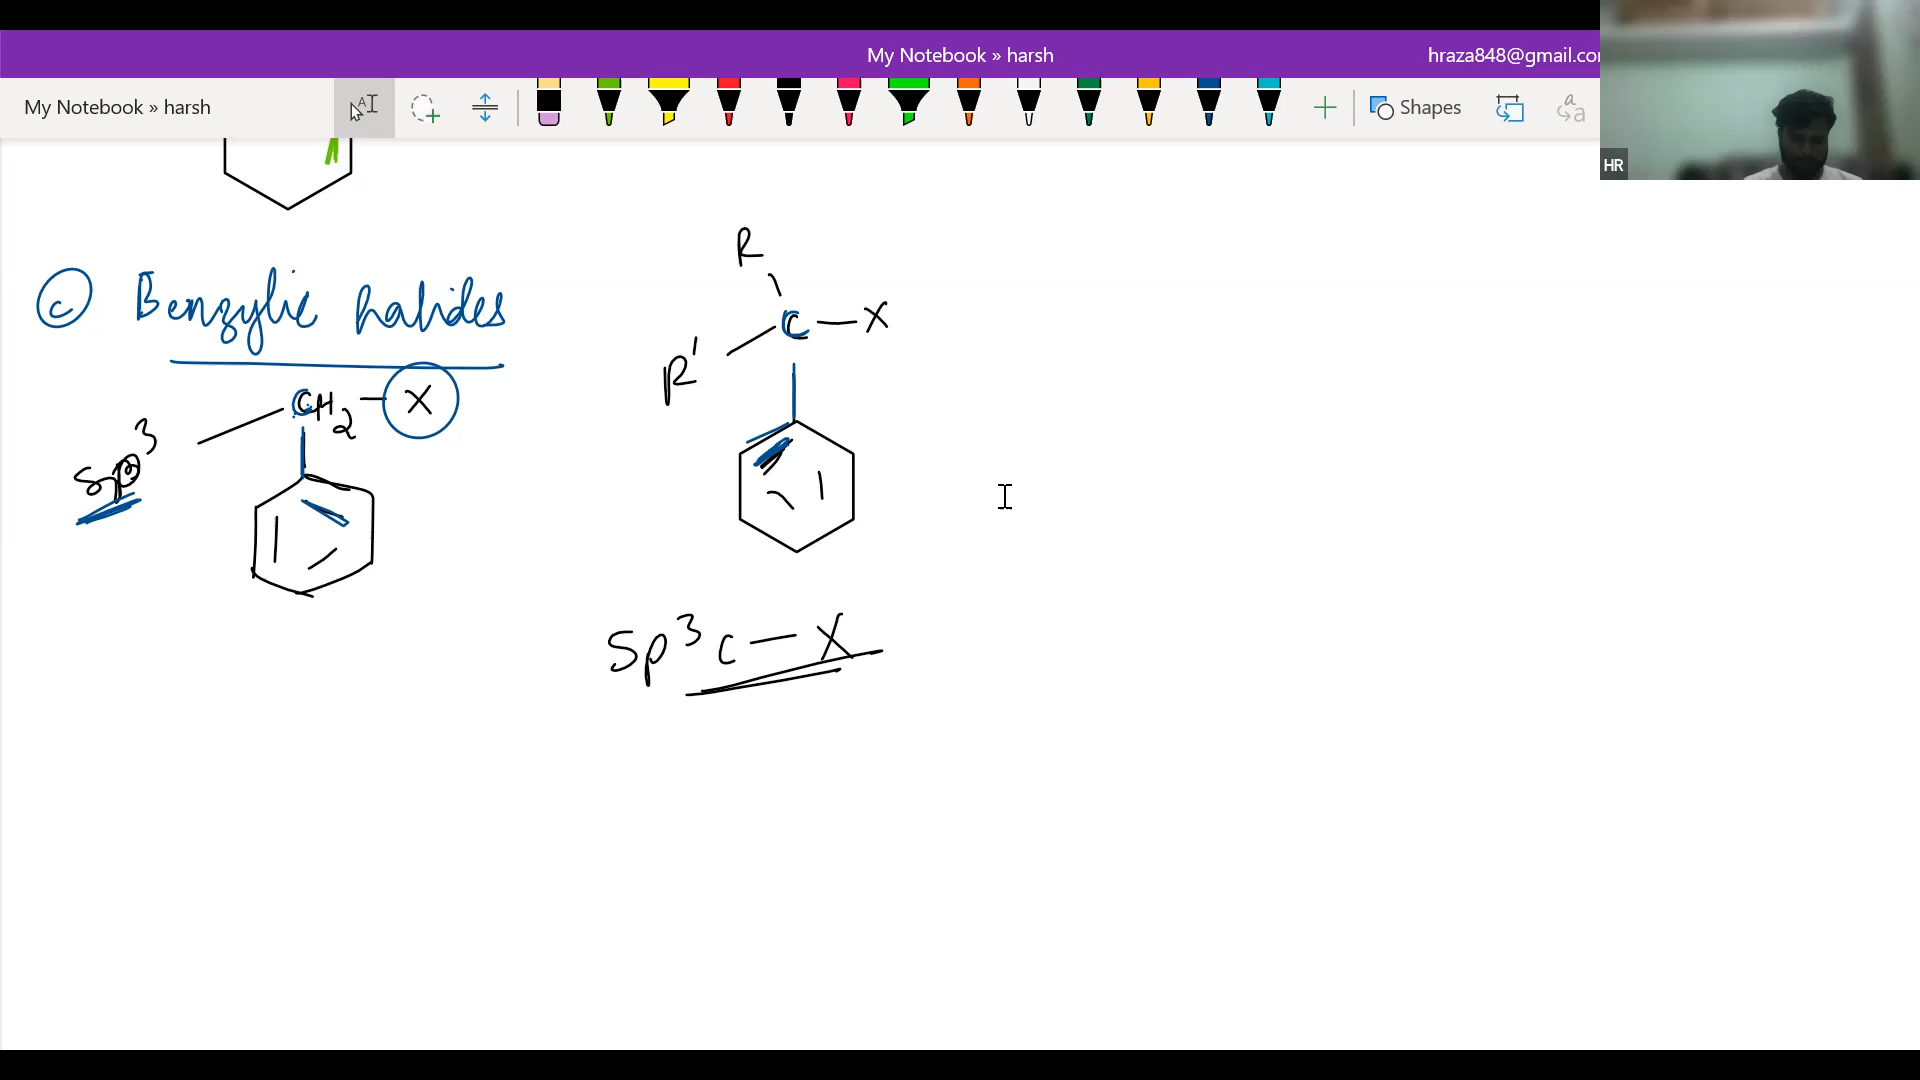 My Notebook » harsh
hraza848@gmail.co
My Notebook » harsh
Shapes
HR
R
C Benzylic halides
C — X
R'
CH2 — X
Sp3
Sp3 C — X